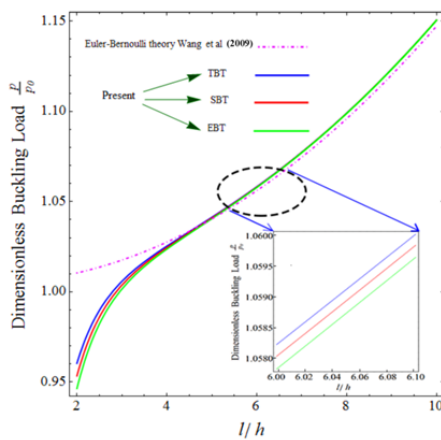 1.15
Euler-Bernoulli theory Wang et al (2009)
TBT
Present
SBT
EBT
1.10
Dimensionless Buckling Load p/po
1.05
1.00
0.95
2
4
6
8
10
l/h
1.0600
1.0595
1.0590
1.0585
1.0580
Dimensionless Buckling Load
6.00
6.02
6.04
6.06
6.08
6.10
l/h